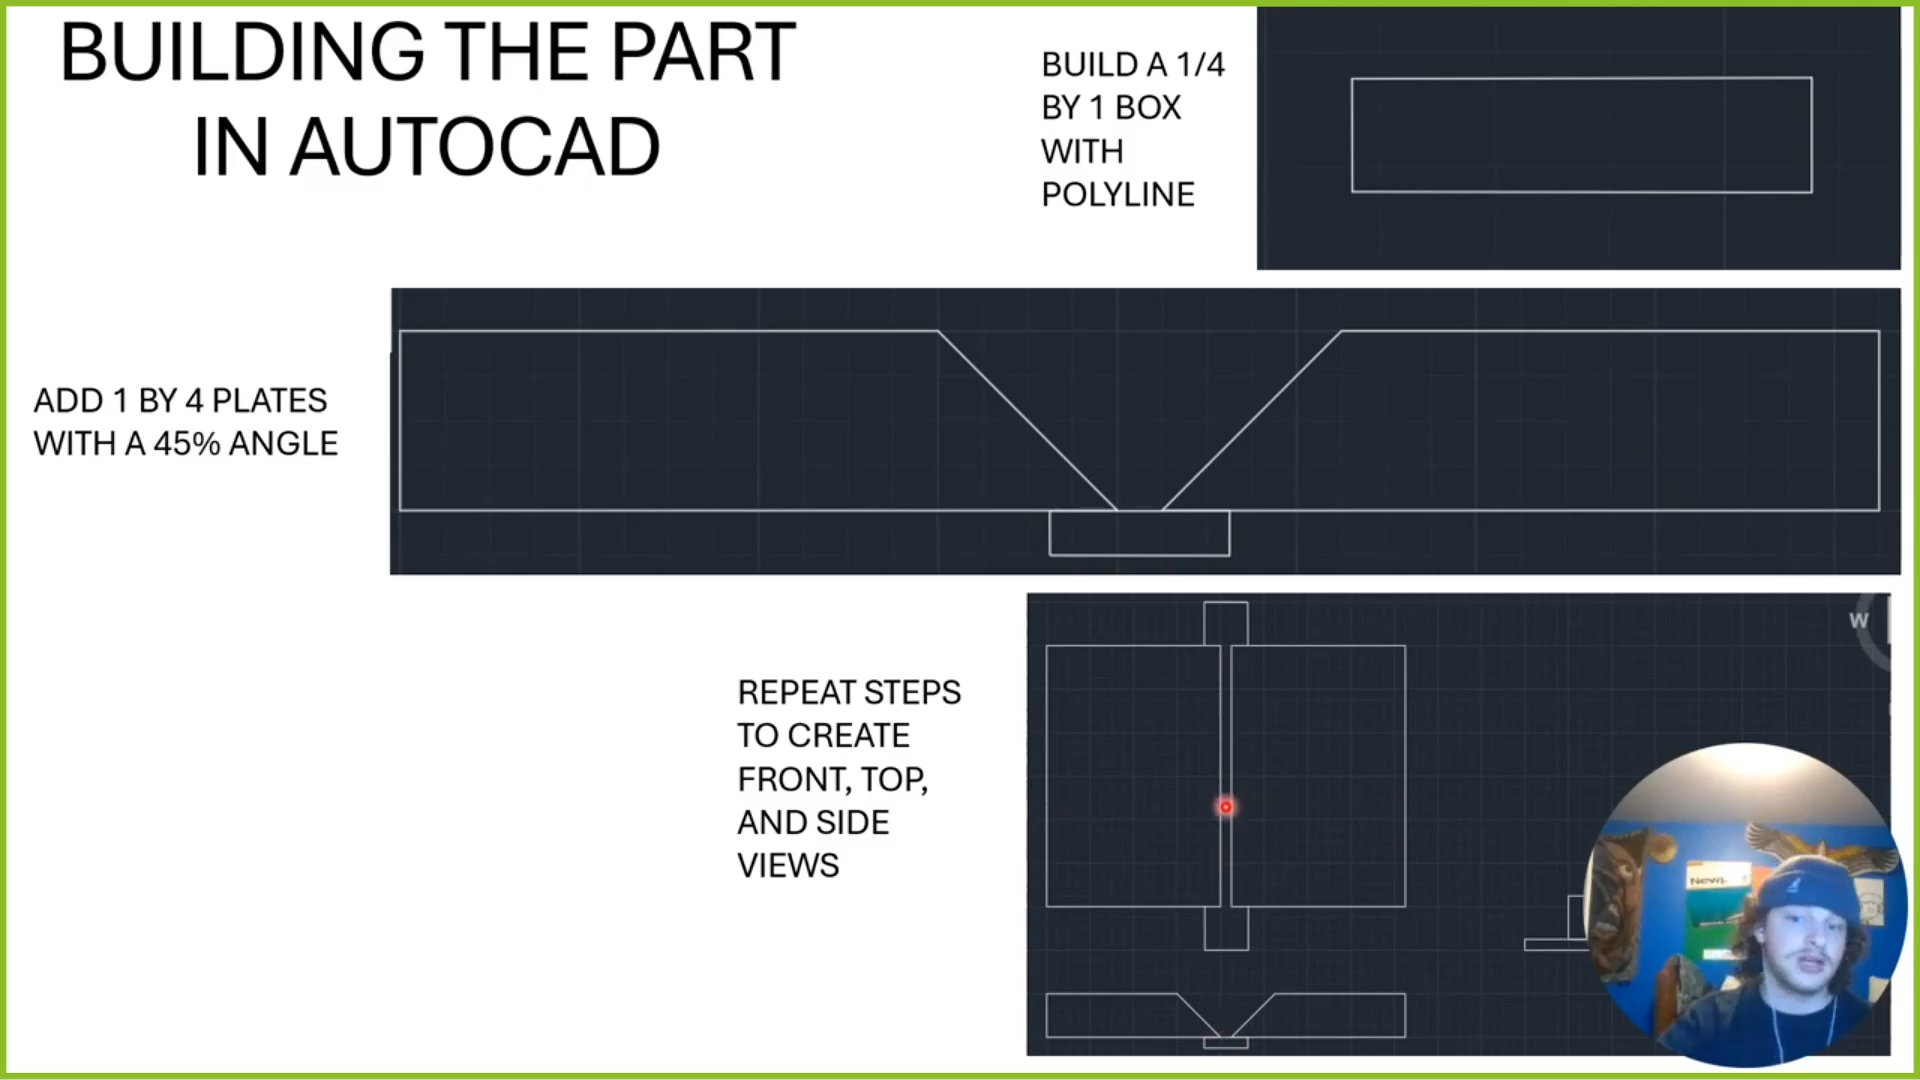 BUILDING THE PART
IN AUTOCAD
BUILD A 1/4
BY 1 BOX
WITH
POLYLINE
ADD 1 BY 4 PLATES
WITH A 45% ANGLE
REPEAT STEPS
TO CREATE
FRONT, TOP,
AND SIDE
VIEWS
W